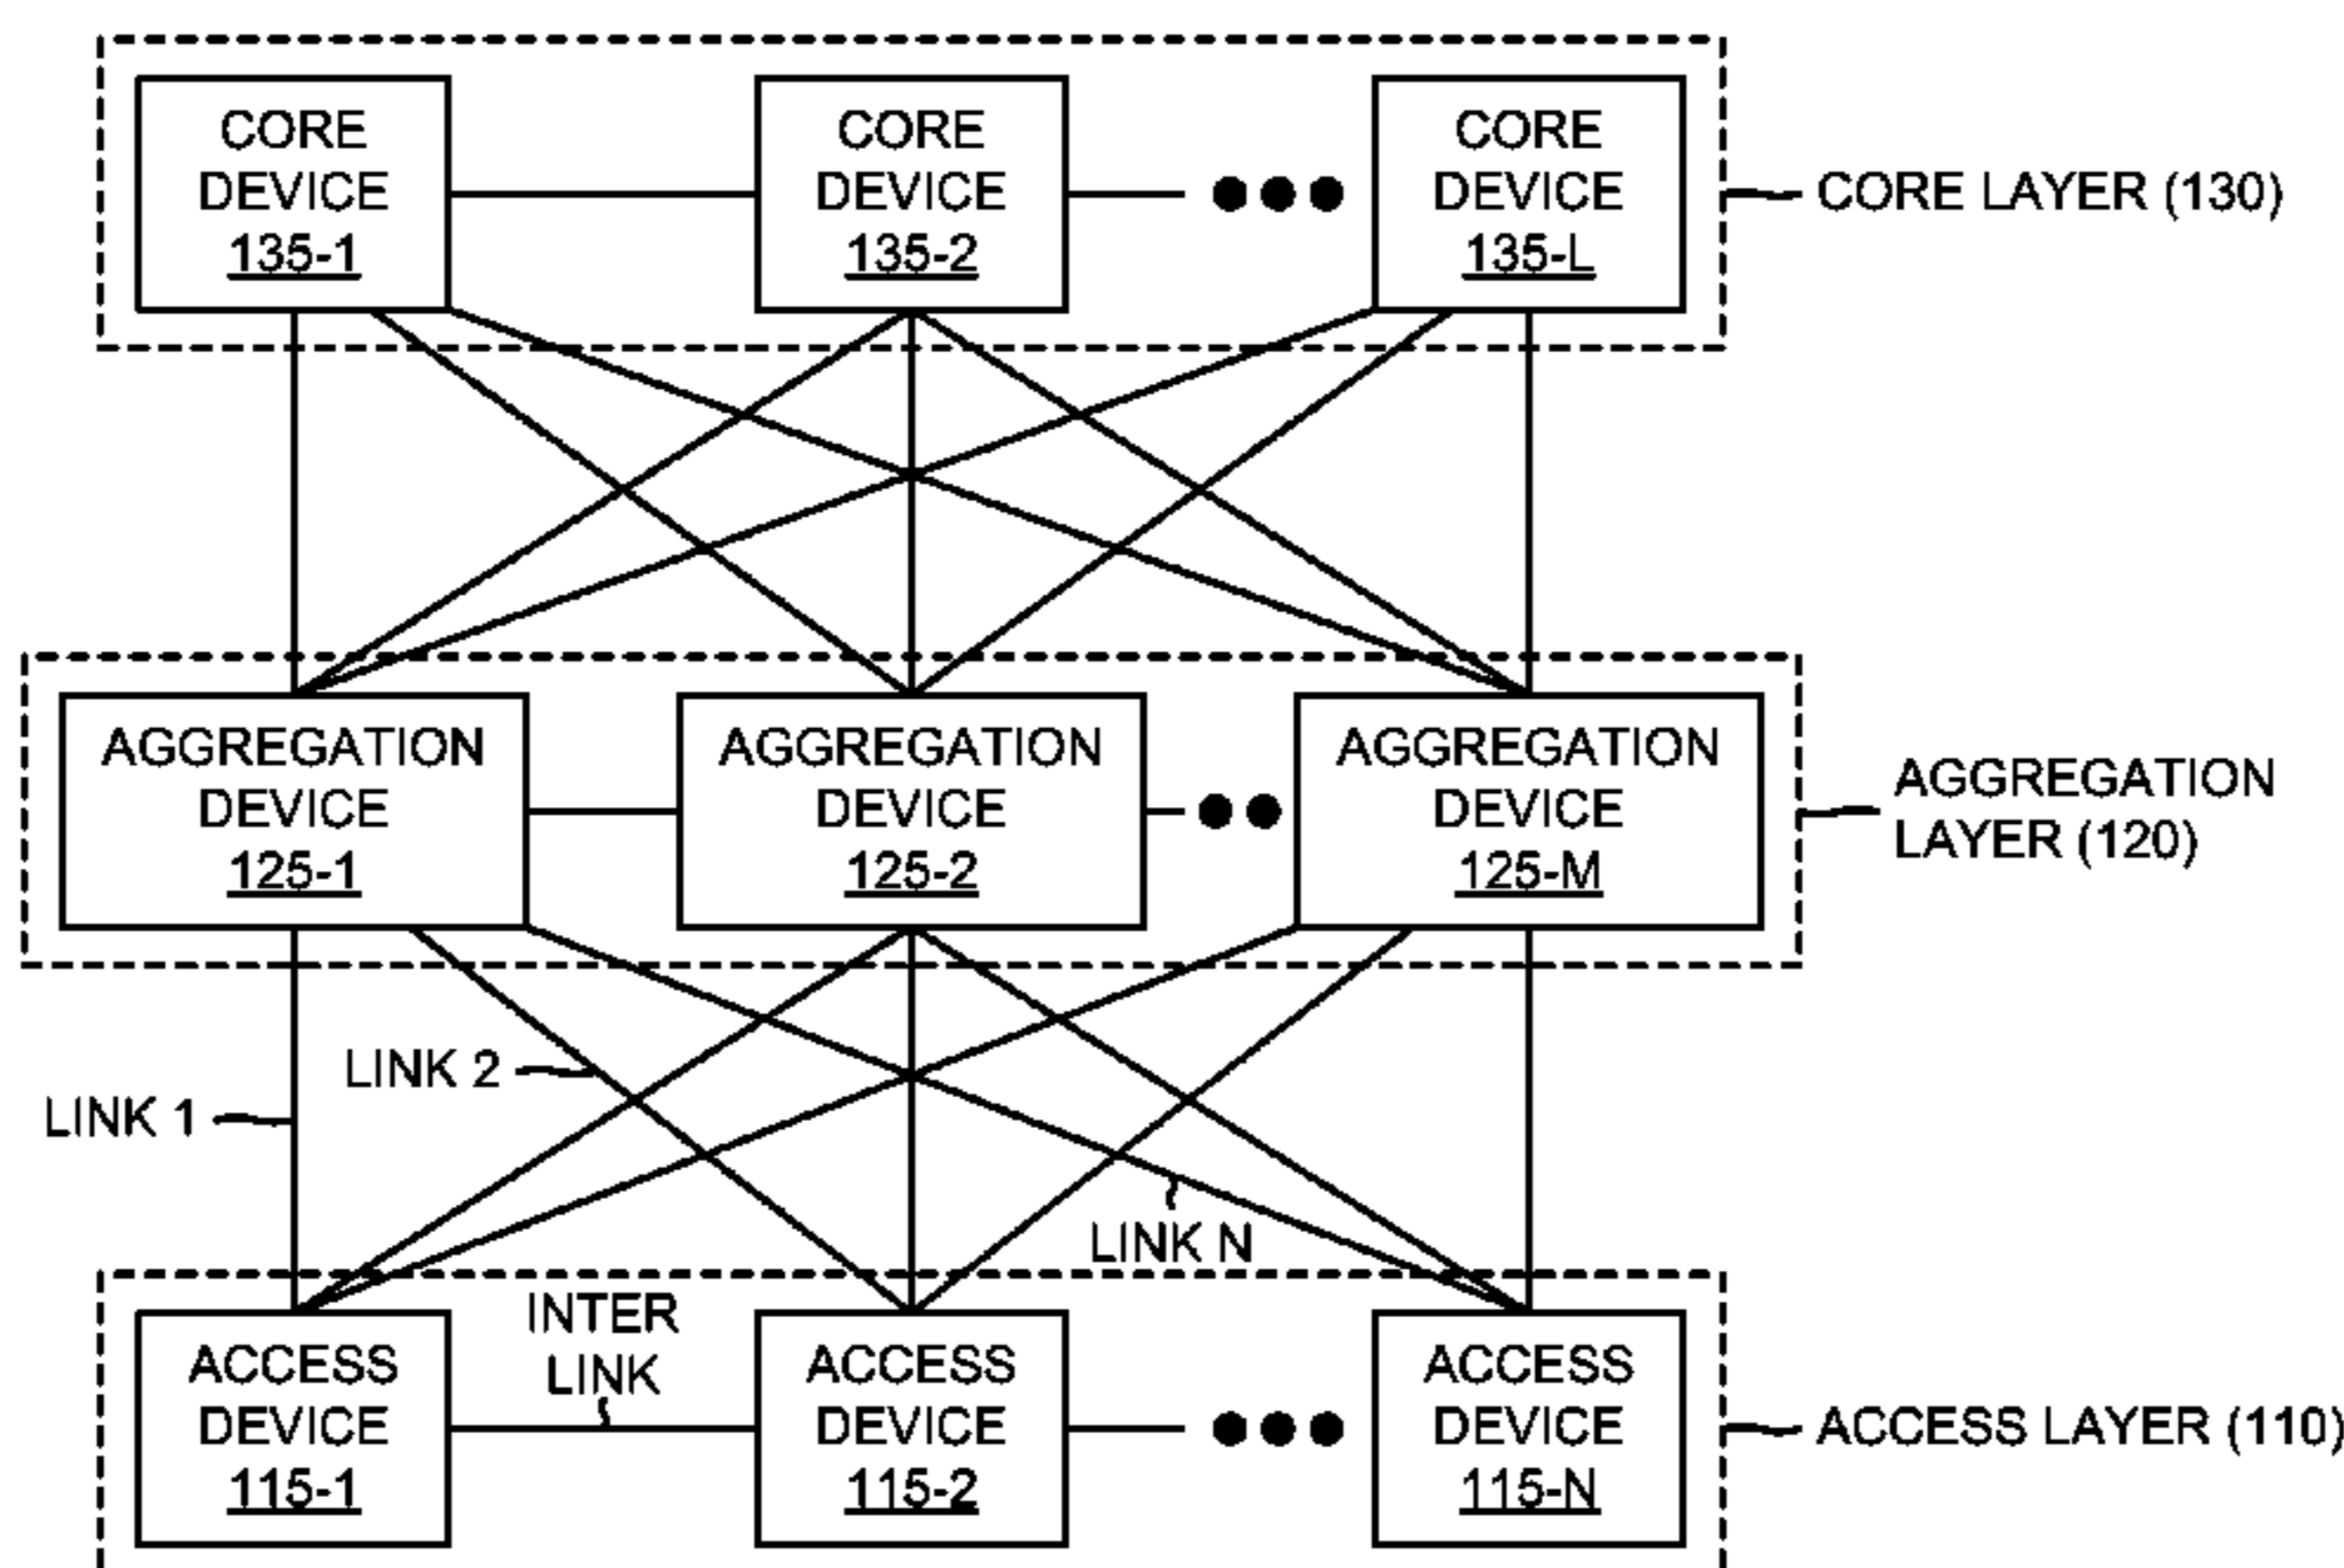 CORE
DEVICE
135-1
CORE
DEVICE
135-2
CORE
DEVICE
135-L
CORE LAYER (130)
AGGREGATION
DEVICE
125-1
AGGREGATION
DEVICE
125-2
AGGREGATION
DEVICE
125-M
AGGREGATION
LAYER (120)
LINK 1
LINK 2
LINK N
INTER
LINK
ACCESS
DEVICE
115-1
ACCESS
DEVICE
115-2
ACCESS
DEVICE
115-N
ACCESS LAYER (110)